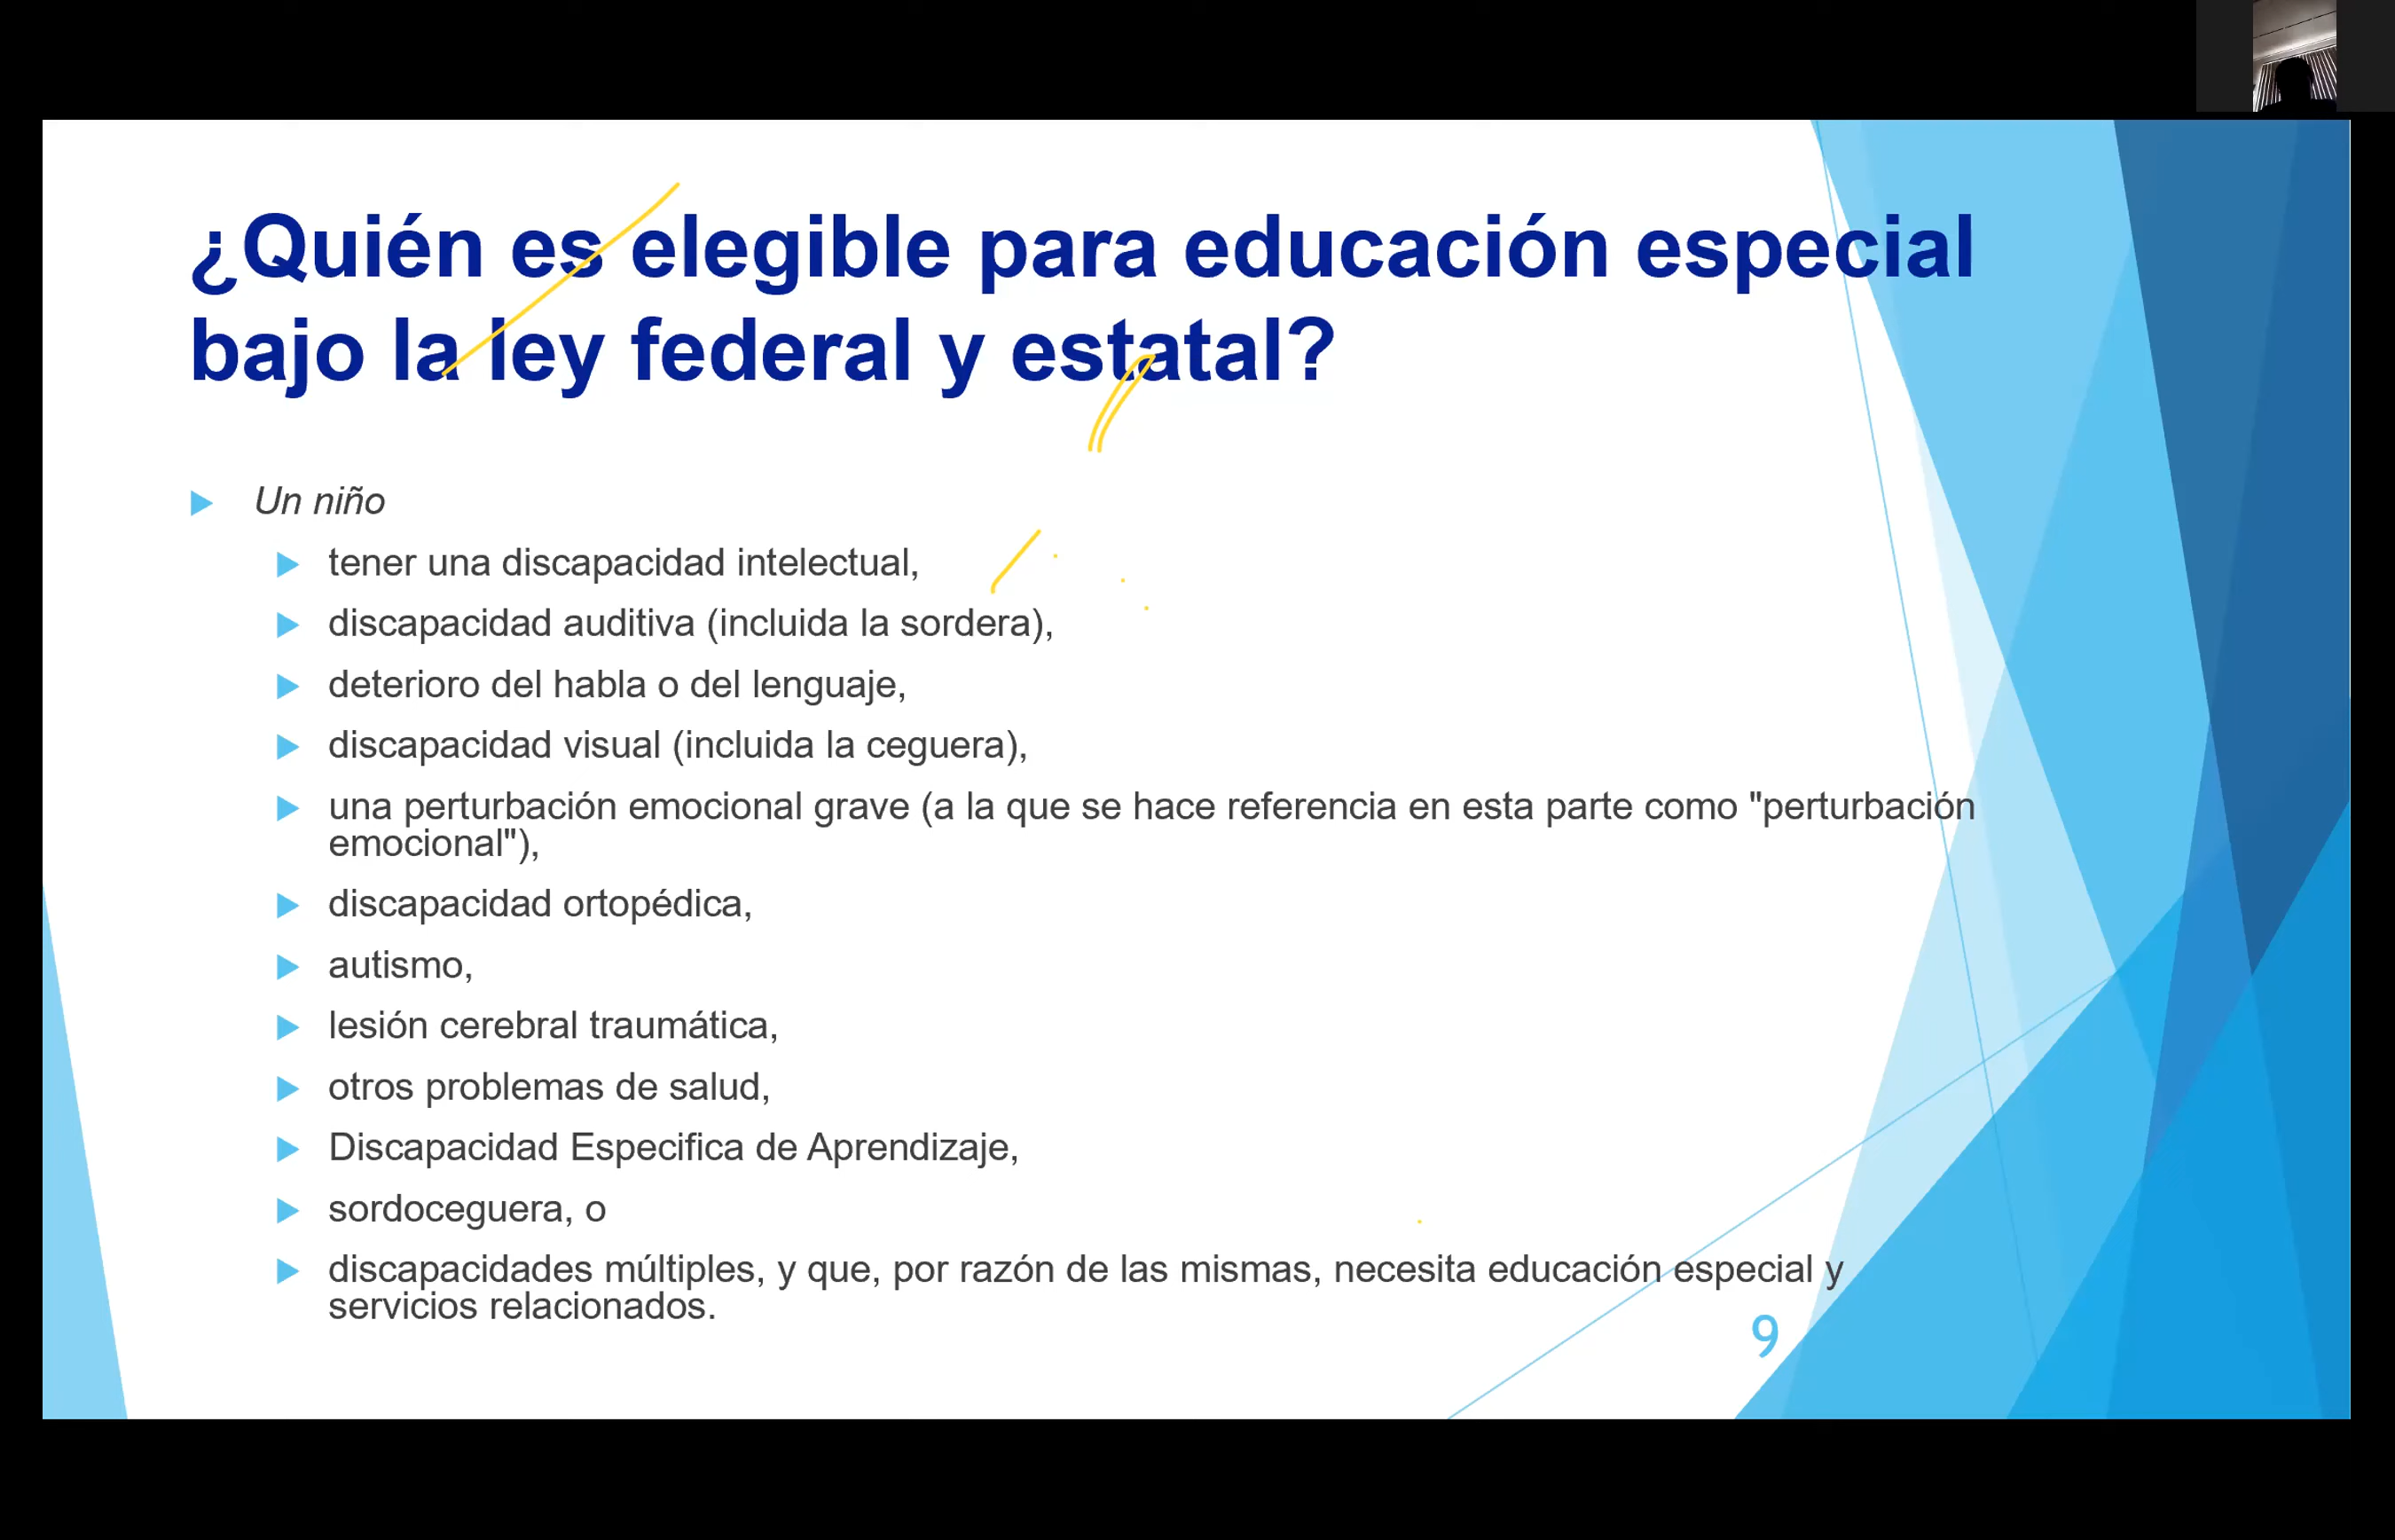 ¿Quién es elegible para educación especial
bajo la ley federal y estatal?
Un niño
tener una discapacidad intelectual,
discapacidad auditiva (incluida la sordera),
deterioro del habla o del lenguaje,
discapacidad visual (incluida la ceguera),
una perturbación emocional grave (a la que se hace referencia en esta parte como "perturbación
emocional"),
discapacidad ortopédica,
autismo,
lesión cerebral traumática,
otros problemas de salud,
Discapacidad Especifica de Aprendizaje,
sordoceguera, o
discapacidades múltiples, y que, por razón de las mismas, necesita educación especial y
servicios relacionados.
9